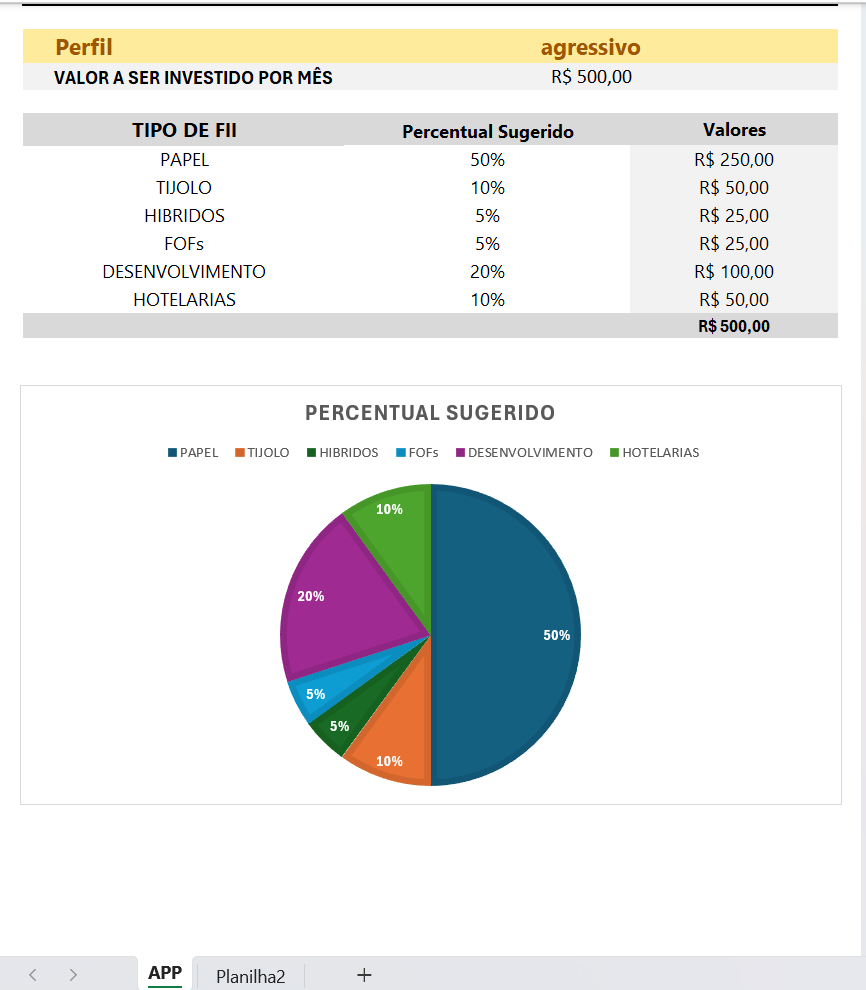 Perfil agressivo
VALOR A SER INVESTIDO POR MÊS R$ 500,00
TIPO DE FII Percentual Sugerido Valores
PAPEL 50% R$ 250,00
TIJOLO 10% R$ 50,00
HIBRIDOS 5% R$ 25,00
FOFs 5% R$ 25,00
DESENVOLVIMENTO 20% R$ 100,00
HOTELARIAS 10% R$ 50,00
R$ 500,00
PERCENTUAL SUGERIDO
PAPEL TIJOLO HIBRIDOS FOFs DESENVOLVIMENTO HOTELARIAS
10%
20%
50%
5%
5%
10%
APP Planilha2 +